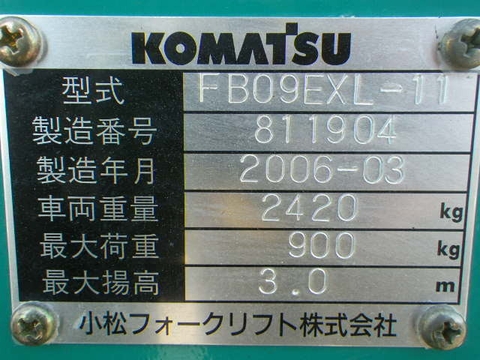 KOMATSU
型式 FB09EXL-11
製造番号 811904
製造年月 2006-03
車両重量 2420 kg
最大荷重 900 kg
最大揚高 3.0 m
小松フォークリフト株式会社